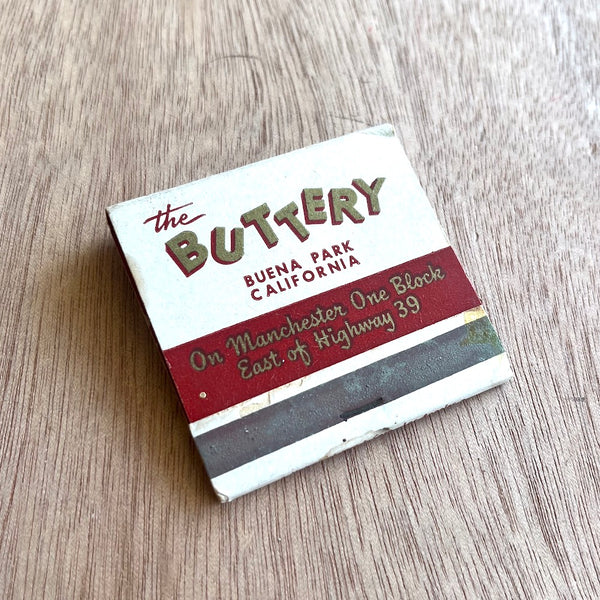 the
BUTTERY
BUENA PARK
CALIFORNIA
On Manchester One Block
East of Highway 39